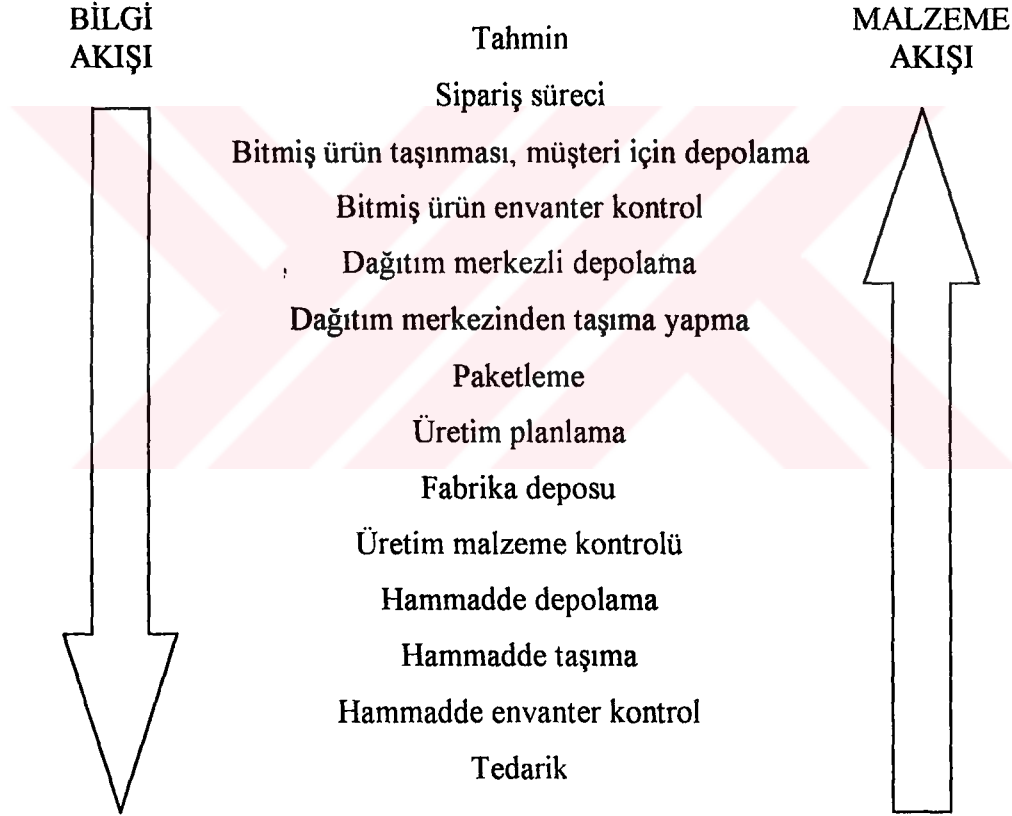 BİLGİ
AKIŞI
MALZEME
AKIŞI
Tahmin
Sipariş süreci
Bitmiş ürün taşınması, müşteri için depolama
Bitmiş ürün envanter kontrol
Dağıtım merkezli depolama
Dağıtım merkezinden taşıma yapma
Paketleme
Üretim planlama
Fabrika deposu
Üretim malzeme kontrolü
Hammadde depolama
Hammadde taşıma
Hammadde envanter kontrol
Tedarik